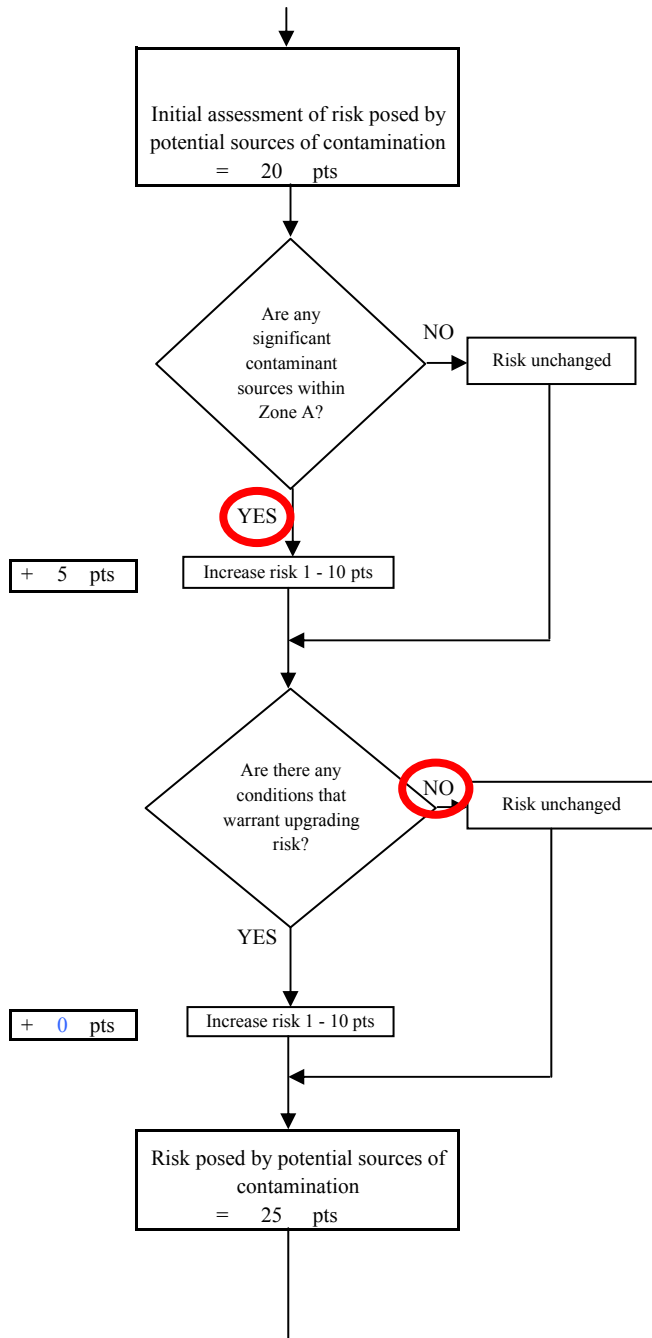 Initial assessment of risk posed by
potential sources of contamination
= 20 pts
Are any
significant
contaminant
sources within
Zone A?
NO
Risk unchanged
YES
+ 5 pts
Increase risk 1 - 10 pts
Are there any
conditions that
warrant upgrading
risk?
NO
Risk unchanged
YES
+ 0 pts
Increase risk 1 - 10 pts
Risk posed by potential sources of
contamination
= 25 pts